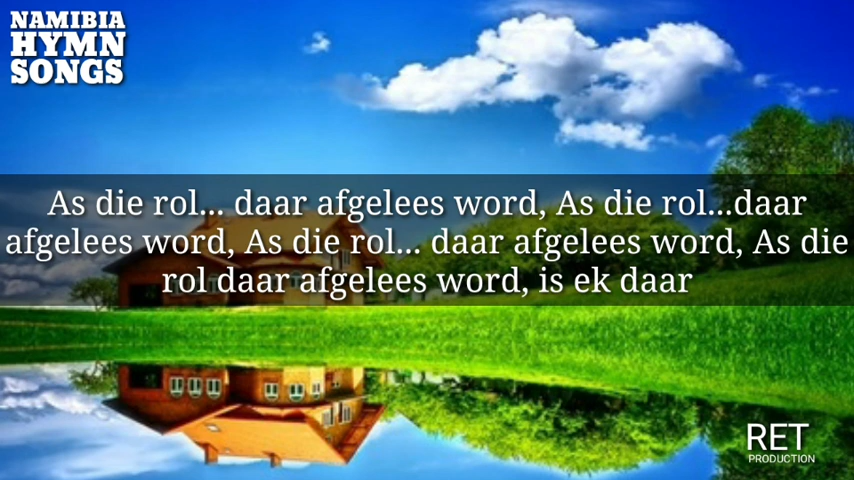 NAMIBIA
HYMN
SONGS
As die rol... daar afgelees word, As die rol...daar
afgelees word, As die rol... daar afgelees word, As die
rol daar afgelees word, is ek daar
RET
PRODUCTION